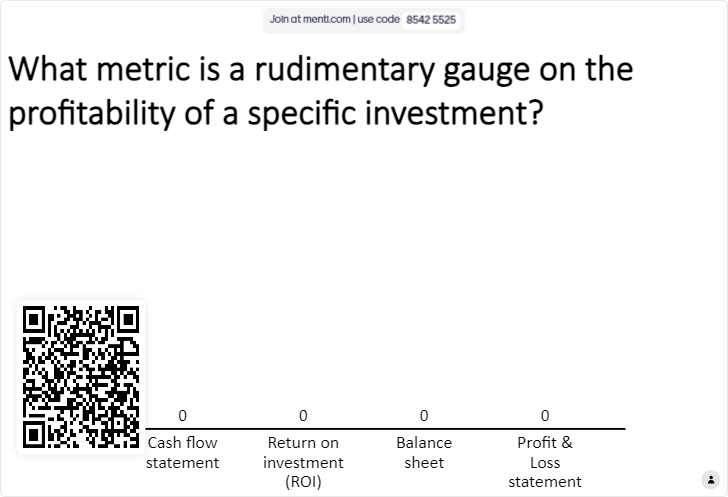 Join at menti.com | use code 8542 5525
What metric is a rudimentary gauge on the
profitability of a specific investment?
0 0 0 0
Cash flow Return on Balance Profit &
statement investment sheet Loss
(ROI) statement